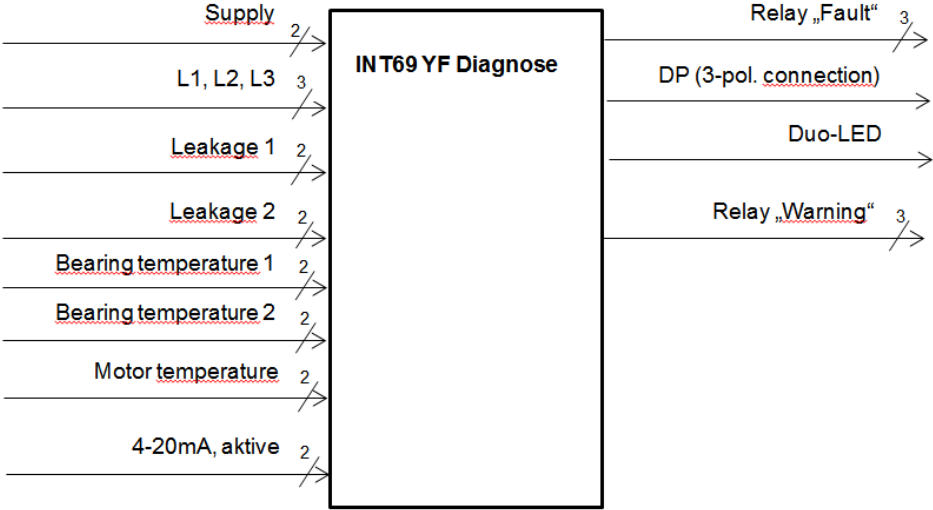 Supply
2
L1, L2, L3
3
Leakage 1
2
Leakage 2
2
Bearing temperature 1
2
Bearing temperature 2
2
Motor temperature
2
4-20mA, aktive
2
INT69 YF Diagnose
Relay „Fault“
3
DP (3-pol. connection)
Duo-LED
Relay „Warning“
3